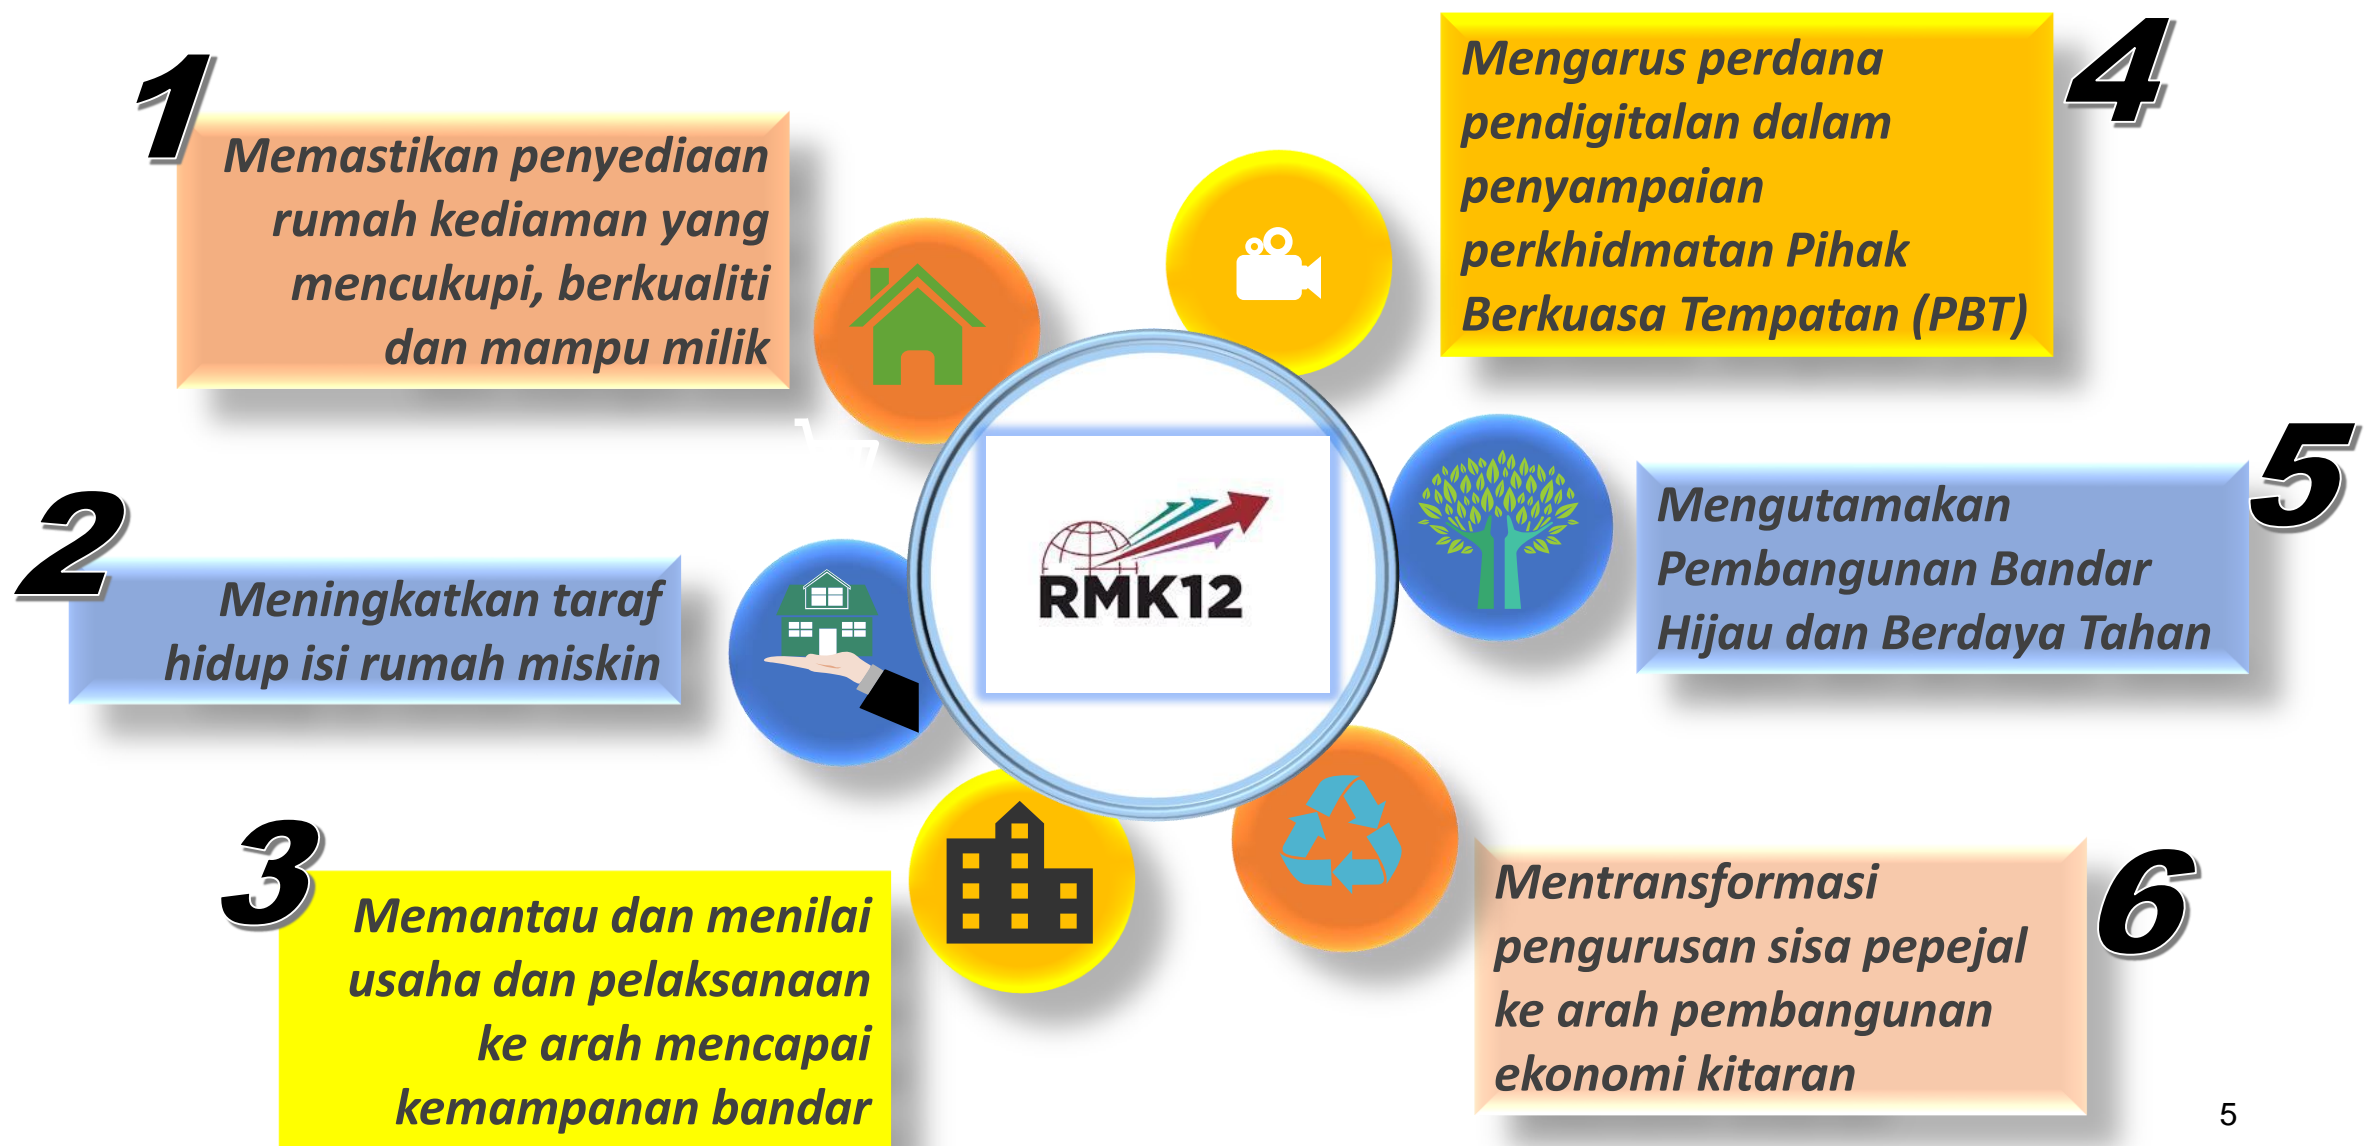 1
Memastikan penyediaan
rumah kediaman yang
mencukupi, berkualiti
dan mampu milik
2
Meningkatkan taraf
hidup isi rumah miskin
3
Memantau dan menilai
usaha dan pelaksanaan
ke arah mencapai
kemampanan bandar
RMK12
4
Mengarus perdana
pendigitalan dalam
penyampaian
perkhidmatan Pihak
Berkuasa Tempatan (PBT)
5
Mengutamakan
Pembangunan Bandar
Hijau dan Berdaya Tahan
6
Mentransformasi
pengurusan sisa pepejal
ke arah pembangunan
ekonomi kitaran
5